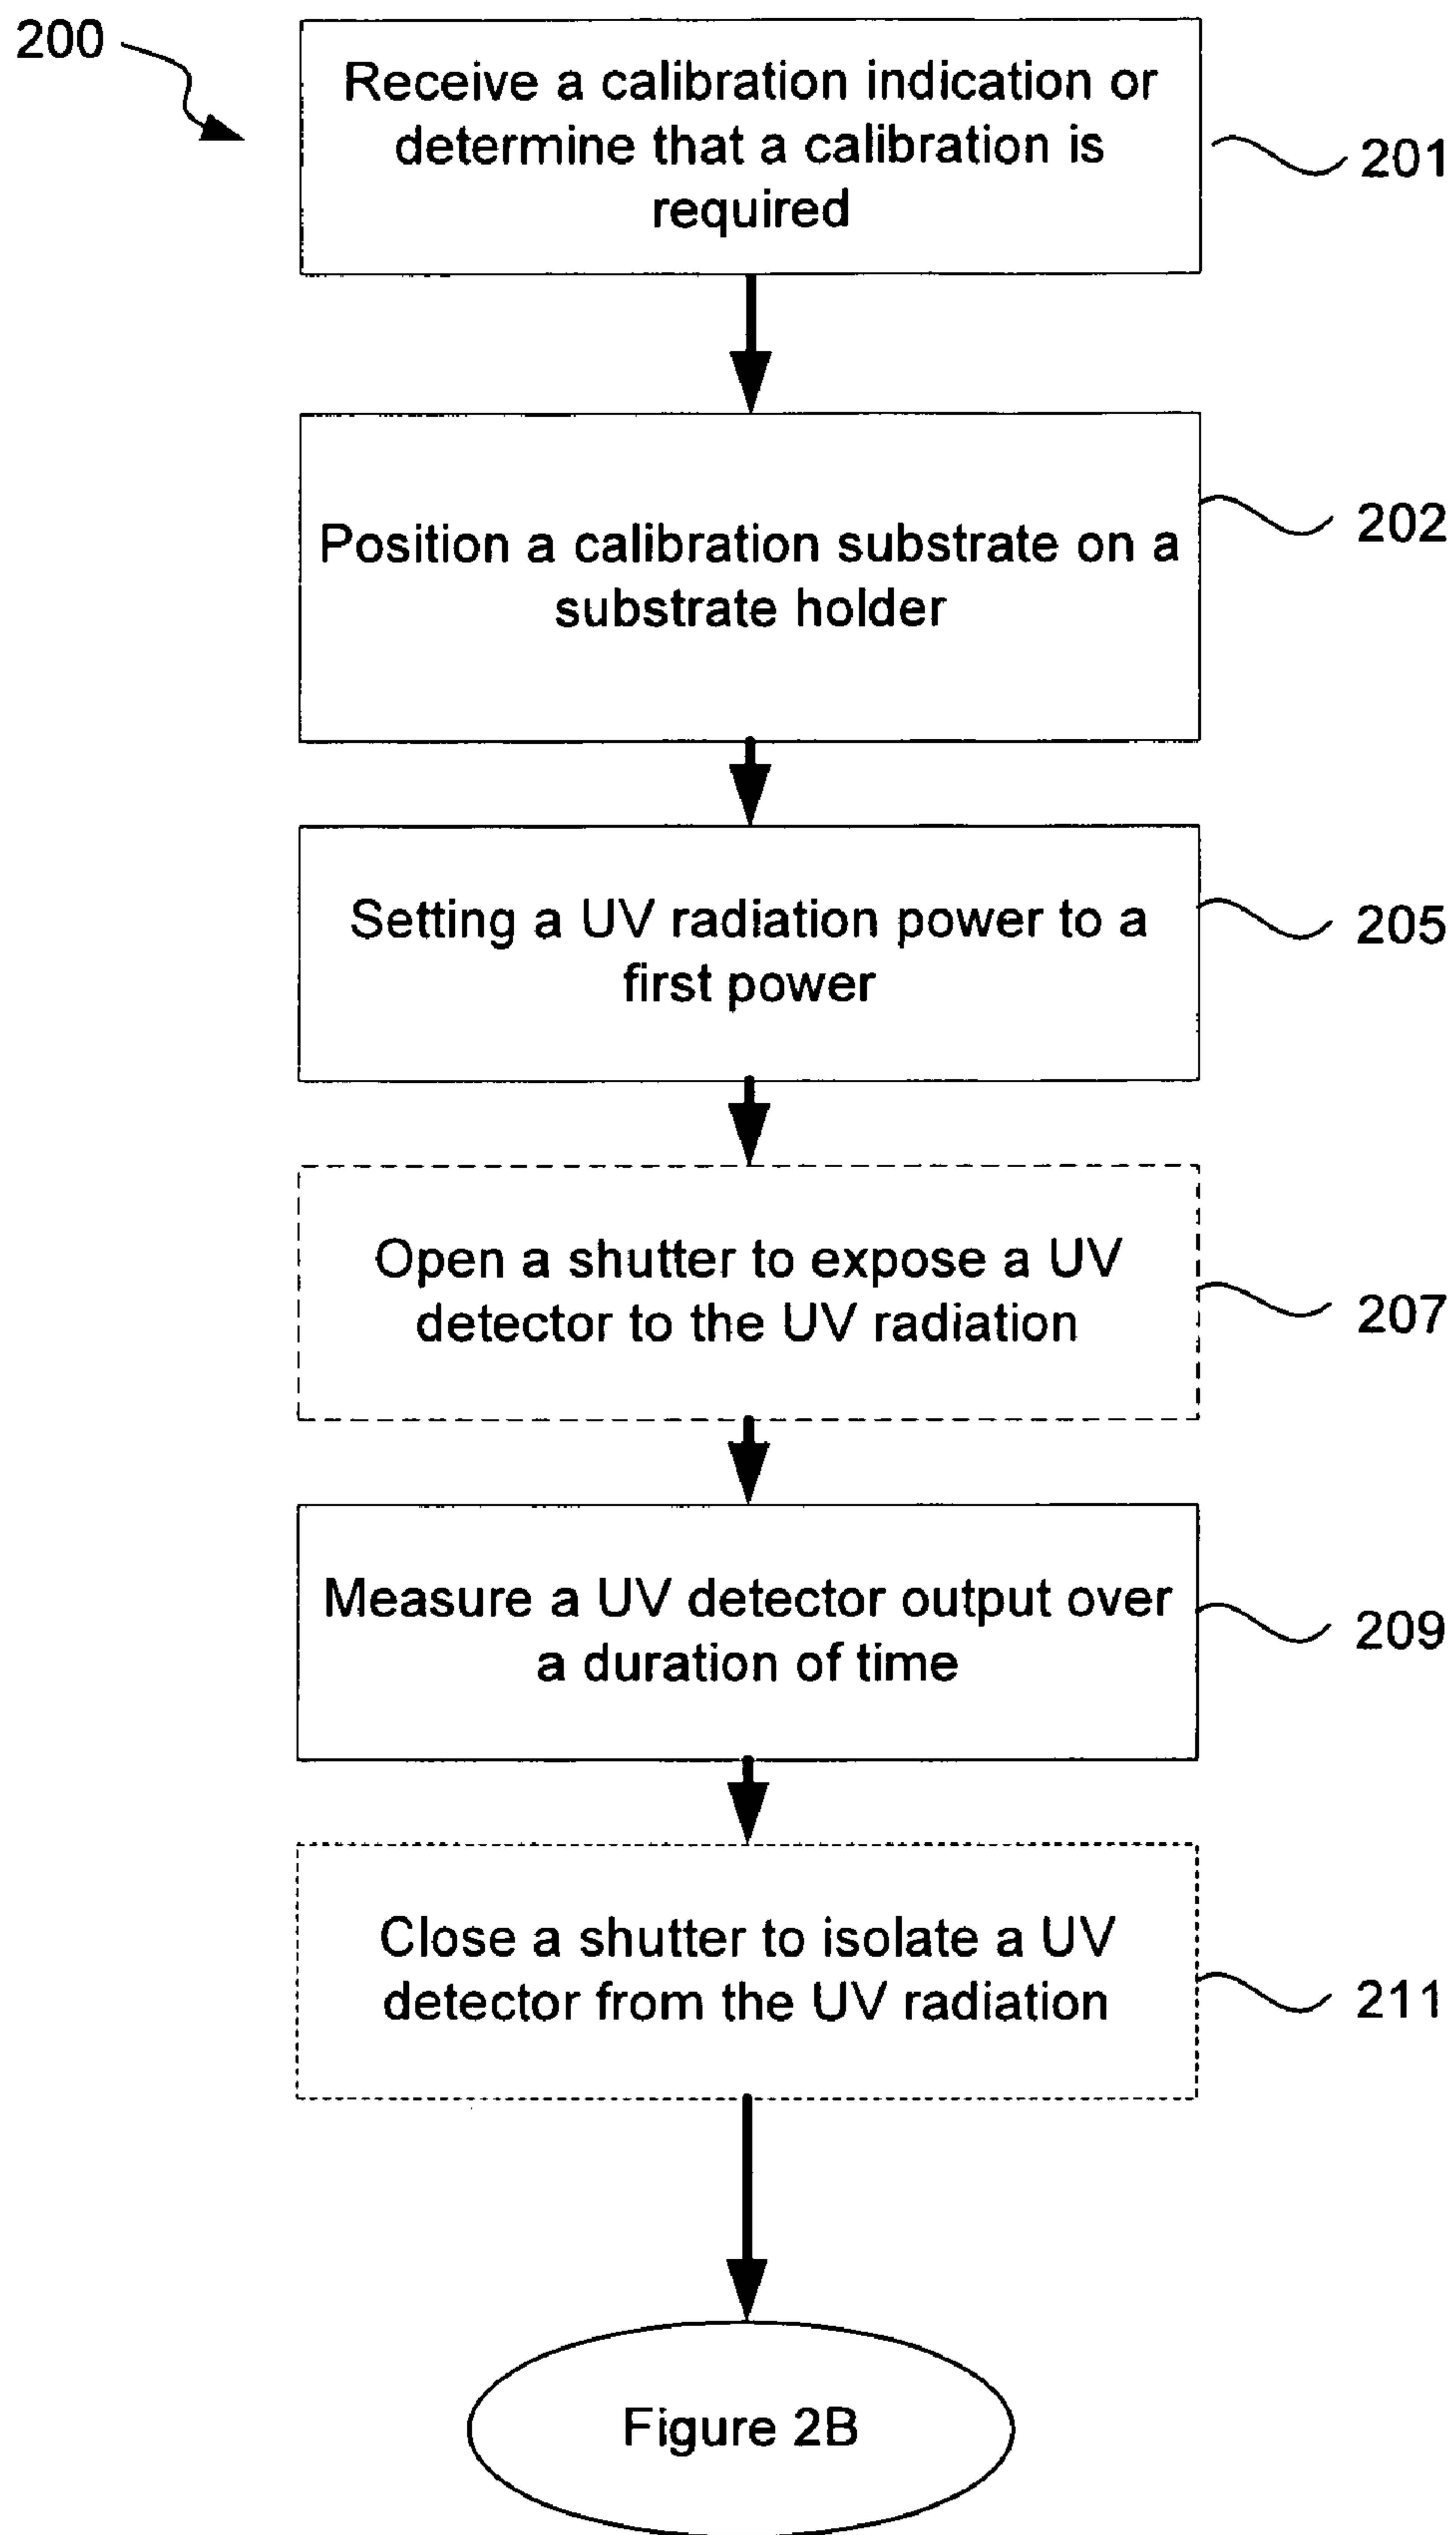 200
Receive a calibration indication or
determine that a calibration is
required
201
Position a calibration substrate on a
substrate holder
202
Setting a UV radiation power to a
first power
205
Open a shutter to expose a UV
detector to the UV radiation
207
Measure a UV detector output over
a duration of time
209
Close a shutter to isolate a UV
detector from the UV radiation
211
Figure 2B